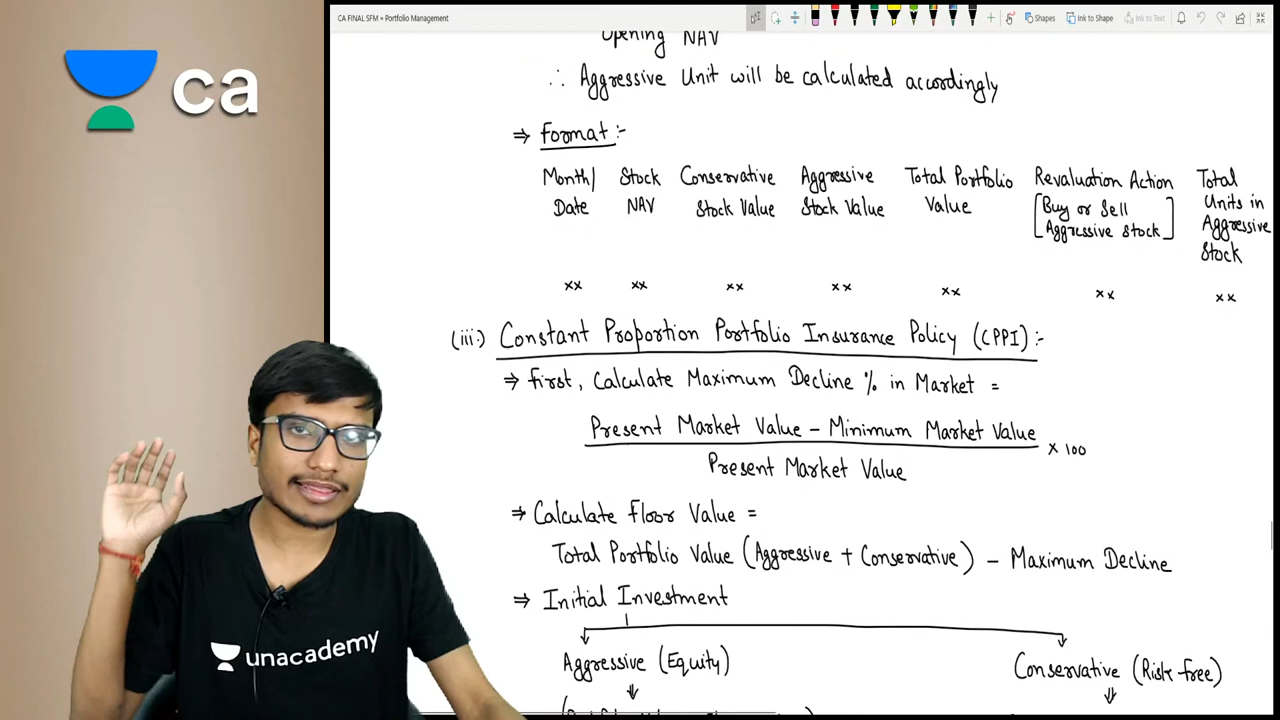 ca
CA FINAL SFM » Portfolio Management
Shapes
Ink to Shape
Ink to Text
Opening NAV
∴ Aggressive Unit will be calculated accordingly
⇒ Format :-
Month/ Date
Stock NAV
Conservative Stock Value
Aggressive Stock Value
Total Portfolio Value
Revaluation Action [Buy or Sell Aggressive Stock]
Total Units in Aggressive Stock
xx xx xx xx xx xx xx
(iii) Constant Proportion Portfolio Insurance Policy (CPPI) :-
⇒ First, Calculate Maximum Decline % in Market =
Present Market Value - Minimum Market Value
x 100
Present Market Value
⇒ Calculate Floor Value =
Total Portfolio Value (Aggressive + Conservative) - Maximum Decline
⇒ Initial Investment
Aggressive (Equity)
Conservative (Risk free)
unacademy